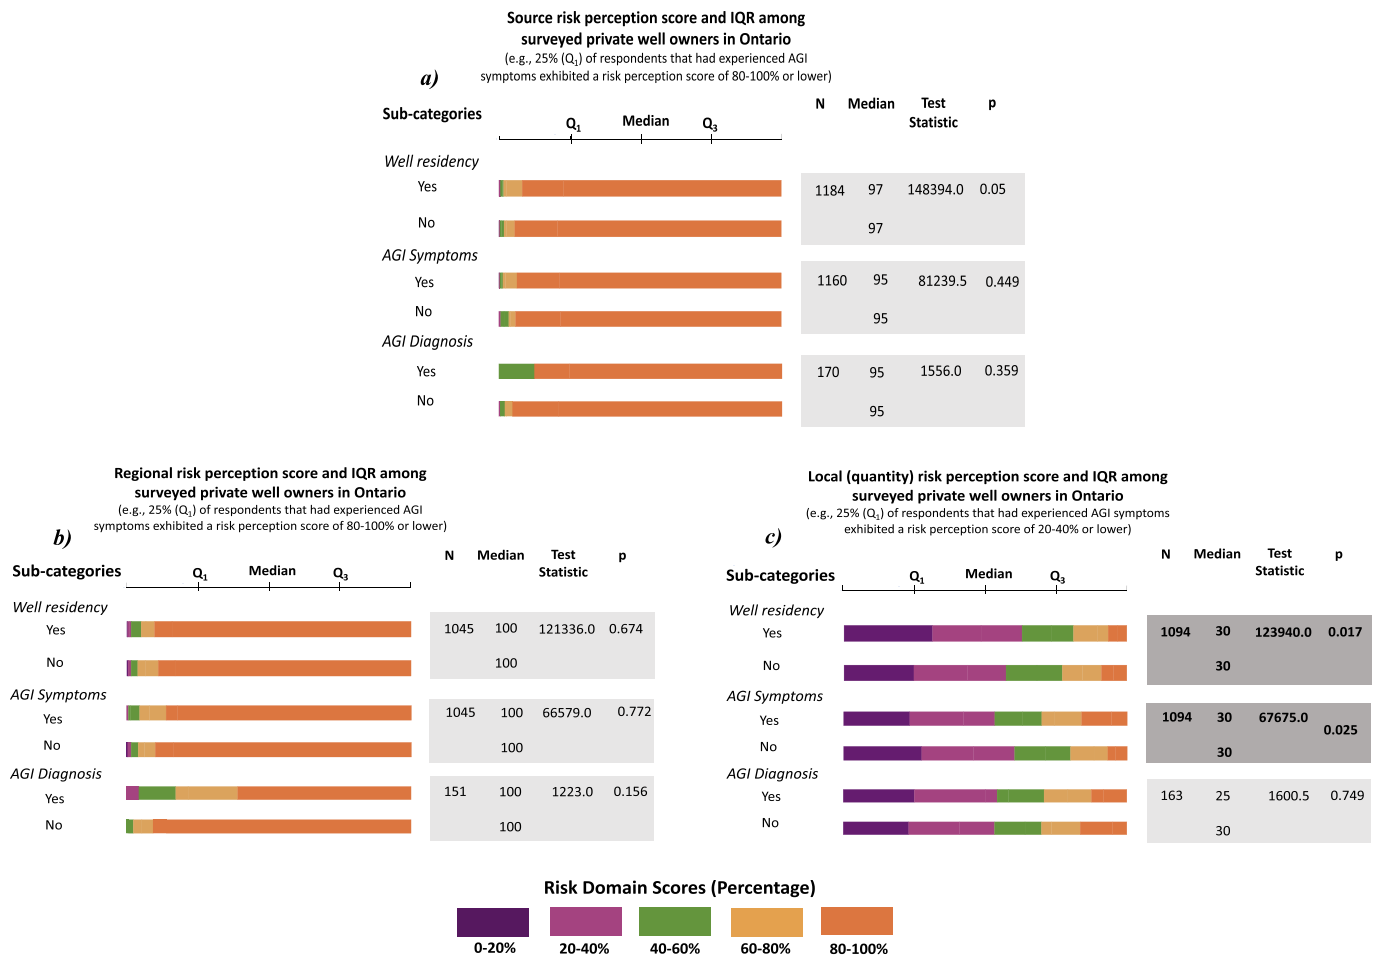 Source risk perception score and IQR among
surveyed private well owners in Ontario
(e.g., 25% (Q₁) of respondents that had experienced AGI
symptoms exhibited a risk perception score of 80-100% or lower)
a)
Sub-categories Q₁ Median Q₃ N Median Test Statistic p
Well residency
Yes 1184 97 148394.0 0.05
No 97
AGI Symptoms
Yes 1160 95 81239.5 0.449
No 95
AGI Diagnosis
Yes 170 95 1556.0 0.359
No 95
Regional risk perception score and IQR among
surveyed private well owners in Ontario
(e.g., 25% (Q₁) of respondents that had experienced AGI
symptoms exhibited a risk perception score of 80-100% or lower)
b)
Sub-categories Q₁ Median Q₃ N Median Test Statistic p
Well residency
Yes 1045 100 121336.0 0.674
No 100
AGI Symptoms
Yes 1045 100 66579.0 0.772
No 100
AGI Diagnosis
Yes 151 100 1223.0 0.156
No 100
Local (quantity) risk perception score and IQR among
surveyed private well owners in Ontario
(e.g., 25% (Q₁) of respondents that had experienced AGI symptoms
exhibited a risk perception score of 20-40% or lower)
c)
Sub-categories Q₁ Median Q₃ N Median Test Statistic p
Well residency
Yes 1094 30 123940.0 0.017
No 30
AGI Symptoms
Yes 1094 30 67675.0 0.025
No 30
AGI Diagnosis
Yes 163 25 1600.5 0.749
No 30
Risk Domain Scores (Percentage)
0-20% 20-40% 40-60% 60-80% 80-100%